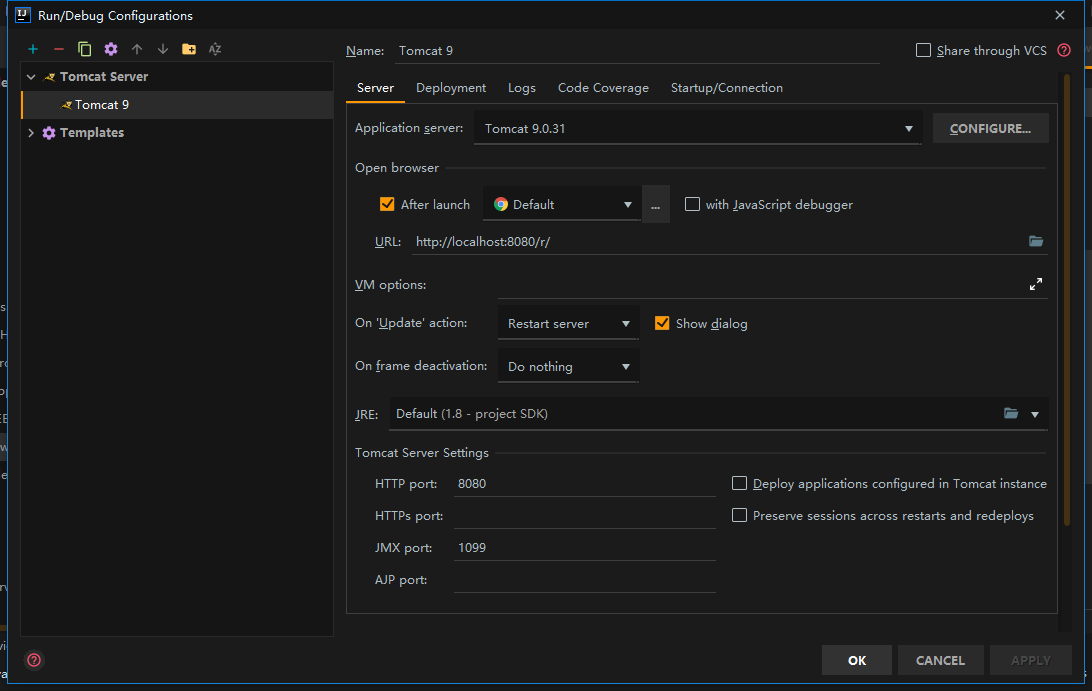 Run/Debug Configurations
Name: Tomcat 9
Share through VCS
Tomcat Server
Tomcat 9
Templates
Server Deployment Logs Code Coverage Startup/Connection
Application server: Tomcat 9.0.31 CONFIGURE...
Open browser
After launch Default ... with JavaScript debugger
URL: http://localhost:8080/r/
VM options:
On 'Update' action: Restart server Show dialog
On frame deactivation: Do nothing
JRE: Default (1.8 - project SDK)
Tomcat Server Settings
HTTP port: 8080 Deploy applications configured in Tomcat instance
HTTPs port: Preserve sessions across restarts and redeploys
JMX port: 1099
AJP port:
OK CANCEL APPLY